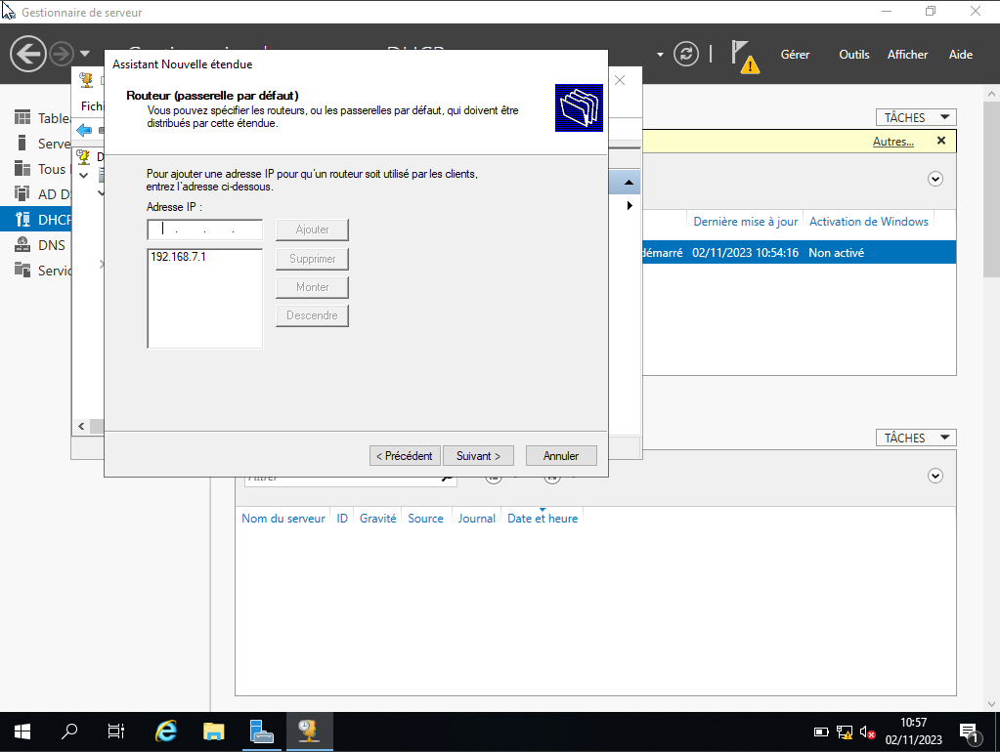 Gestionnaire de serveur
Gérer
Outils
Afficher
Aide
Assistant Nouvelle étendue
Routeur (passerelle par défaut)
Vous pouvez spécifier les routeurs, ou les passerelles par défaut, qui doivent être
distribués par cette étendue.
Pour ajouter une adresse IP pour qu'un routeur soit utilisé par les clients,
entrez l'adresse ci-dessous.
Adresse IP :
. . .
Ajouter
192.168.7.1
Supprimer
Monter
Descendre
< Précédent
Suivant >
Annuler
Fichi
Table
Serve
Tous
AD D
DHCP
DNS
Servic
TÂCHES
Autres...
Dernière mise à jour
Activation de Windows
démarré
02/11/2023 10:54:16
Non activé
TÂCHES
Filtrer
Nom du serveur
ID
Gravité
Source
Journal
Date et heure
10:57
02/11/2023
1